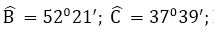 B̂ = 52⁰21′; Ĉ = 37⁰39′;